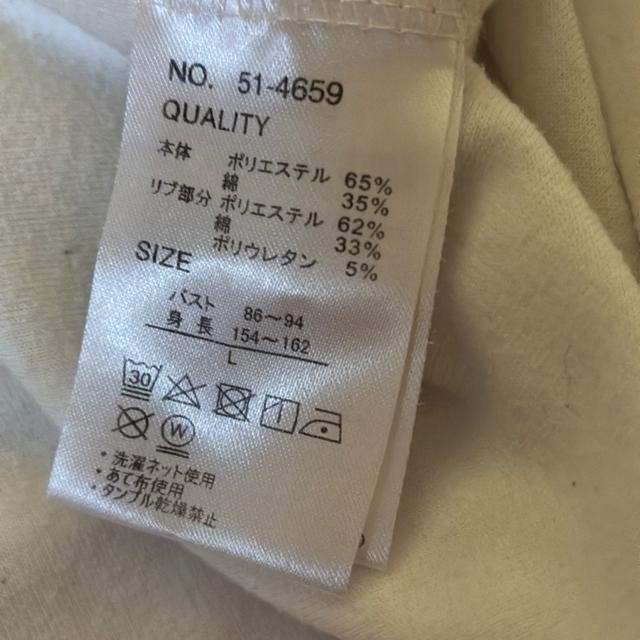 NO. 51-4659
QUALITY
本体 ポリエステル 65%
綿 35%
リブ部分 ポリエステル 62%
綿 33%
ポリウレタン 5%
SIZE
バスト 86～94
身長 154～162
L
30
W
・洗濯ネット使用
・あて布使用
・タンブル乾燥禁止